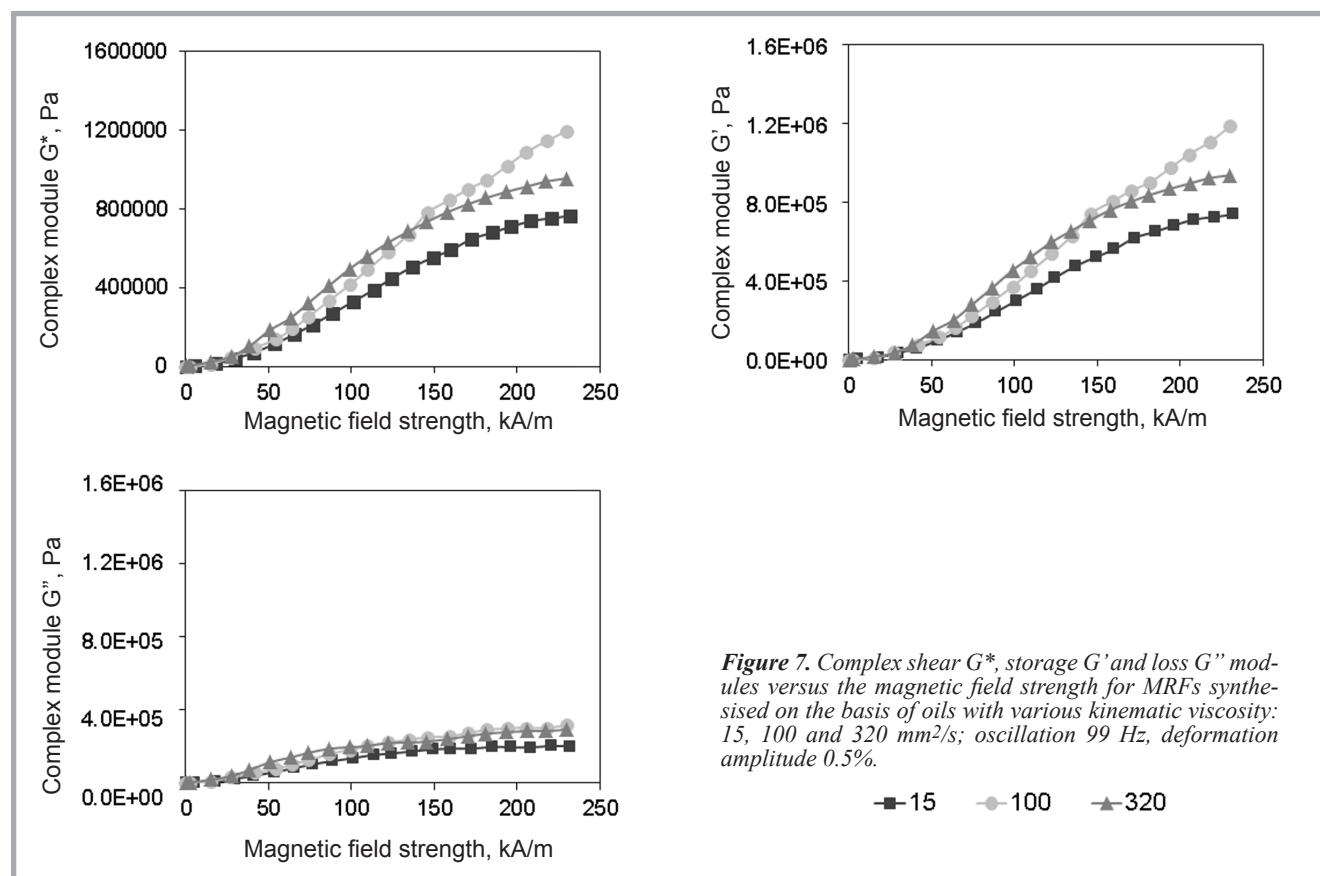 Complex module G*, Pa
1600000
1200000
800000
400000
0
0 50 100 150 200 250
Magnetic field strength, kA/m
Complex module G’, Pa
1.6E+06
1.2E+06
8.0E+05
4.0E+05
0.0E+00
0 50 100 150 200 250
Magnetic field strength, kA/m
Complex module G”, Pa
1.6E+06
1.2E+06
8.0E+05
4.0E+05
0.0E+00
0 50 100 150 200 250
Magnetic field strength, kA/m
Figure 7. Complex shear G*, storage G’ and loss G” mod-
ules versus the magnetic field strength for MRFs synthe-
sised on the basis of oils with various kinematic viscosity:
15, 100 and 320 mm²/s; oscillation 99 Hz, deformation
amplitude 0.5%.
15 100 320